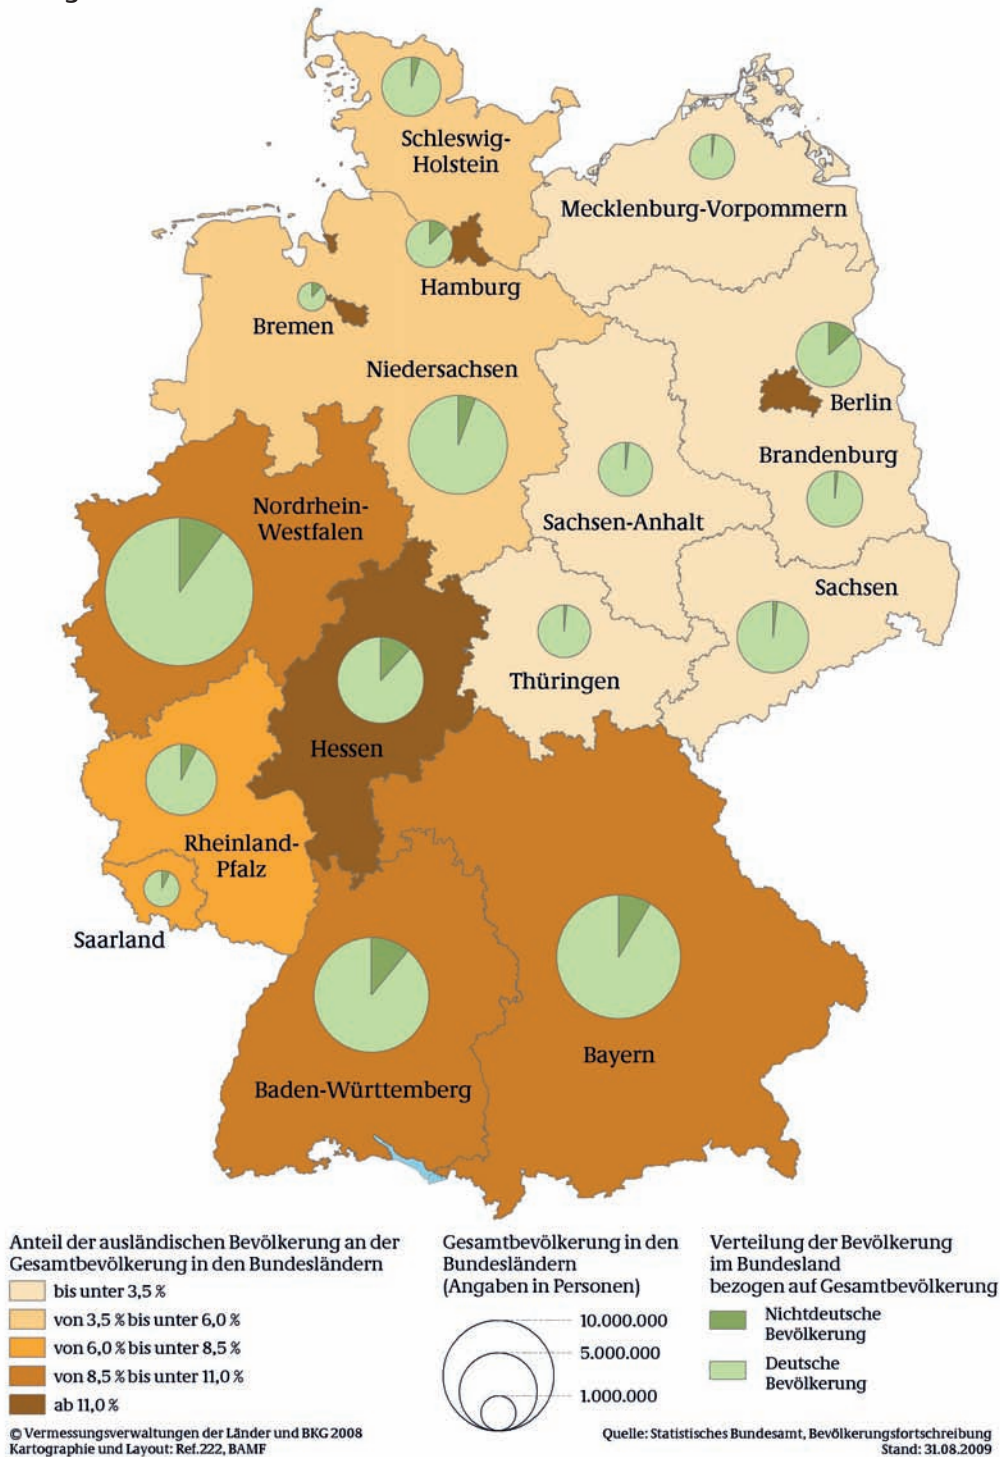 Schleswig-
Holstein
Mecklenburg-Vorpommern
Hamburg
Bremen
Niedersachsen
Berlin
Brandenburg
Nordrhein-
Westfalen
Sachsen-Anhalt
Sachsen
Thüringen
Hessen
Rheinland-
Pfalz
Saarland
Bayern
Baden-Württemberg
Anteil der ausländischen Bevölkerung an der
Gesamtbevölkerung in den Bundesländern
bis unter 3,5 %
von 3,5 % bis unter 6,0 %
von 6,0 % bis unter 8,5 %
von 8,5 % bis unter 11,0 %
ab 11,0 %
Gesamtbevölkerung in den
Bundesländern
(Angaben in Personen)
10.000.000
5.000.000
1.000.000
Verteilung der Bevölkerung
im Bundesland
bezogen auf Gesamtbevölkerung
Nichtdeutsche
Bevölkerung
Deutsche
Bevölkerung
© Vermessungsverwaltungen der Länder und BKG 2008
Kartographie und Layout: Ref.222, BAMF
Quelle: Statistisches Bundesamt, Bevölkerungsfortschreibung
Stand: 31.08.2009